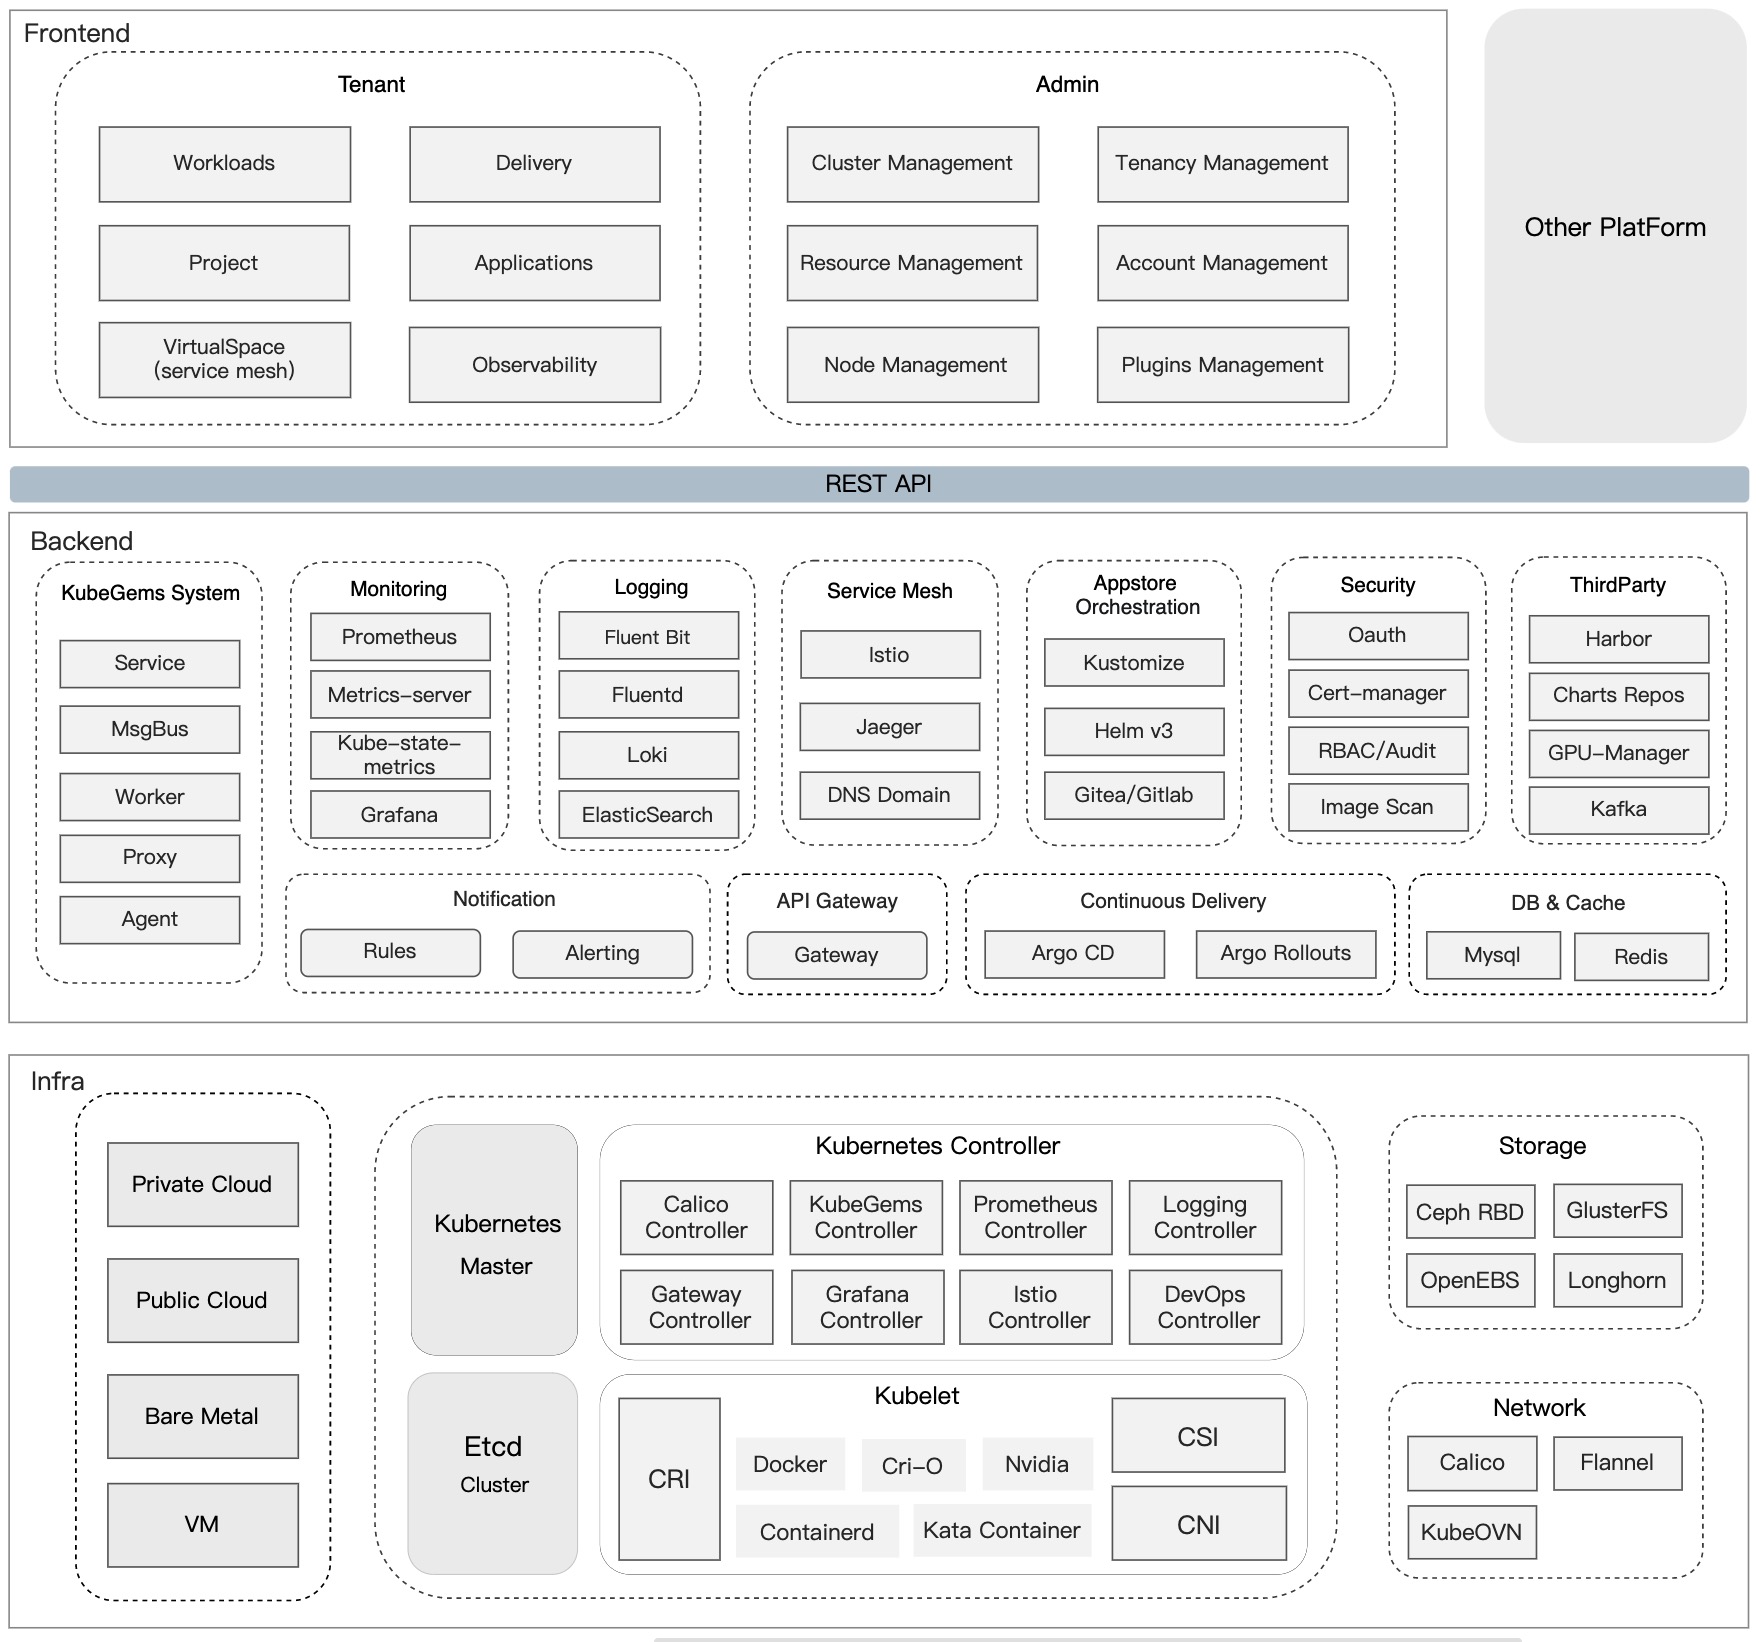 Frontend
Tenant
Workloads
Delivery
Project
Applications
VirtualSpace
(service mesh)
Observability
Admin
Cluster Management
Tenancy Management
Resource Management
Account Management
Node Management
Plugins Management
Other PlatForm
REST API
Backend
KubeGems System
Service
MsgBus
Worker
Proxy
Agent
Monitoring
Prometheus
Metrics-server
Kube-state-
metrics
Grafana
Logging
Fluent Bit
Fluentd
Loki
ElasticSearch
Service Mesh
Istio
Jaeger
DNS Domain
Appstore
Orchestration
Kustomize
Helm v3
Gitea/Gitlab
Security
Oauth
Cert-manager
RBAC/Audit
Image Scan
ThirdParty
Harbor
Charts Repos
GPU-Manager
Kafka
Notification
Rules
Alerting
API Gateway
Gateway
Continuous Delivery
Argo CD
Argo Rollouts
DB & Cache
Mysql
Redis
Infra
Private Cloud
Public Cloud
Bare Metal
VM
Kubernetes
Master
Kubernetes Controller
Calico
Controller
KubeGems
Controller
Prometheus
Controller
Logging
Controller
Gateway
Controller
Grafana
Controller
Istio
Controller
DevOps
Controller
Etcd
Cluster
Kubelet
CRI
Docker
Cri-O
Nvidia
Containerd
Kata Container
CSI
CNI
Storage
Ceph RBD
GlusterFS
OpenEBS
Longhorn
Network
Calico
Flannel
KubeOVN